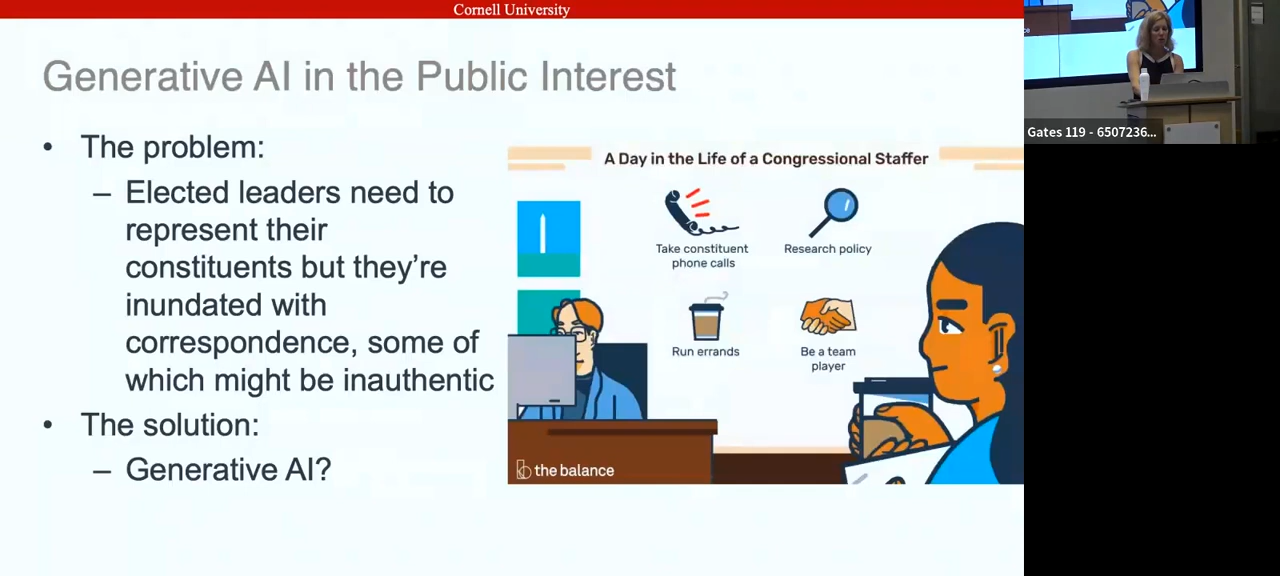 Cornell University
Generative AI in the Public Interest
• The problem:
– Elected leaders need to
represent their
constituents but they're
inundated with
correspondence, some of
which might be inauthentic
• The solution:
– Generative AI?
A Day in the Life of a Congressional Staffer
Take constituent
phone calls
Research policy
Run errands
Be a team
player
the balance
Gates 119 - 6507236...